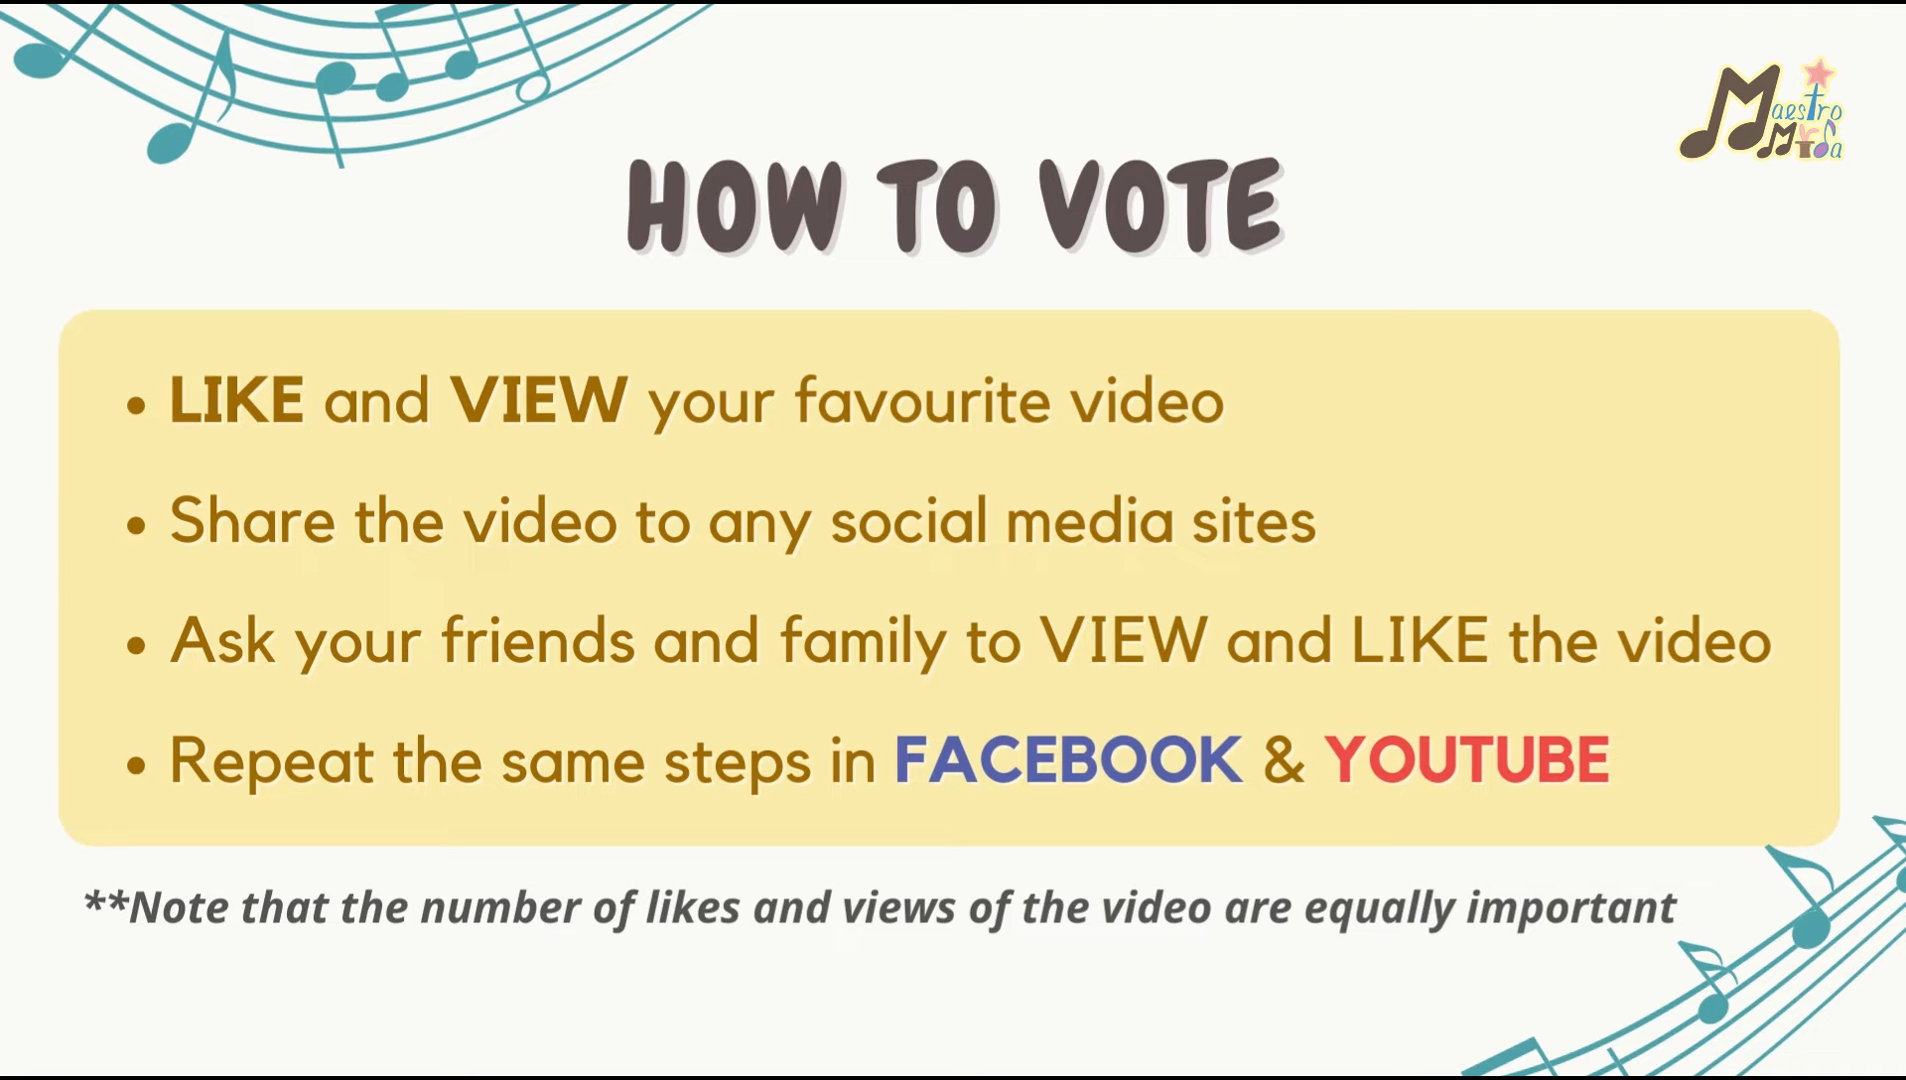 Maestro
HOW TO VOTE
• LIKE and VIEW your favourite video
• Share the video to any social media sites
• Ask your friends and family to VIEW and LIKE the video
• Repeat the same steps in FACEBOOK & YOUTUBE
**Note that the number of likes and views of the video are equally important